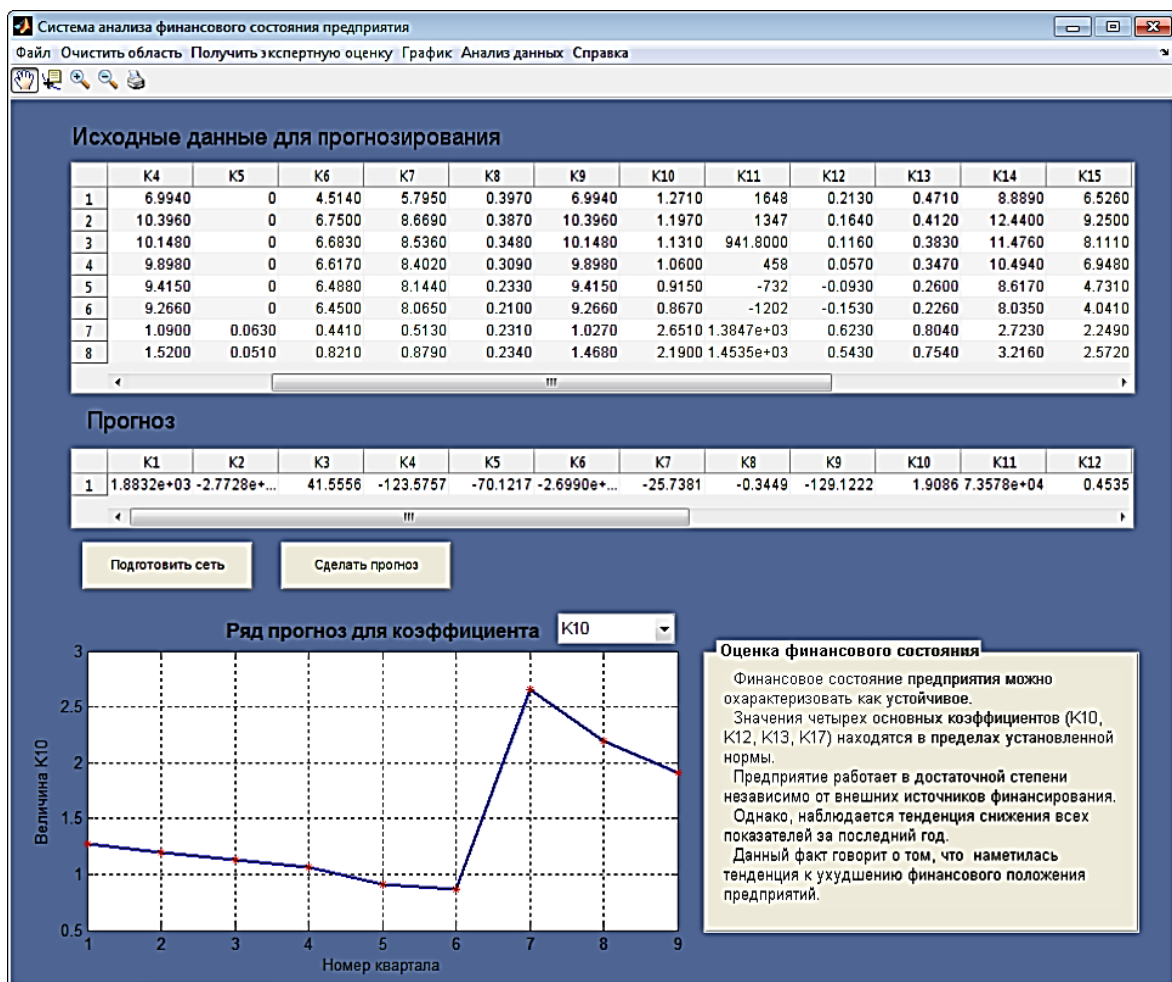 Система анализа финансового состояния предприятия
Файл Очистить область Получить экспертную оценку График Анализ данных Справка
Исходные данные для прогнозирования
K4 K5 K6 K7 K8 K9 K10 K11 K12 K13 K14 K15
1 6.9940 0 4.5140 5.7950 0.3970 6.9940 1.2710 1648 0.2130 0.4710 8.8890 6.5260
2 10.3960 0 6.7500 8.6690 0.3870 10.3960 1.1970 1347 0.1640 0.4120 12.4400 9.2500
3 10.1480 0 6.6830 8.5360 0.3480 10.1480 1.1310 941.8000 0.1160 0.3830 11.4760 8.1110
4 9.8980 0 6.6170 8.4020 0.3090 9.8980 1.0600 458 0.0570 0.3470 10.4940 6.9480
5 9.4150 0 6.4880 8.1440 0.2330 9.4150 0.9150 -732 -0.0930 0.2600 8.6170 4.7310
6 9.2660 0 6.4500 8.0650 0.2100 9.2660 0.8670 -1202 -0.1530 0.2260 8.0350 4.0410
7 1.0900 0.0630 0.4410 0.5130 0.2310 1.0270 2.6510 1.3847e+03 0.6230 0.8040 2.7230 2.2490
8 1.5200 0.0510 0.8210 0.8790 0.2340 1.4680 2.1900 1.4535e+03 0.5430 0.7540 3.2160 2.5720
Прогноз
K1 K2 K3 K4 K5 K6 K7 K8 K9 K10 K11 K12
1 1.8832e+03 -2.7728e+... 41.5556 -123.5757 -70.1217 -2.6990e+... -25.7381 -0.3449 -129.1222 1.9086 7.3578e+04 0.4535
Подготовить сеть
Сделать прогноз
Ряд прогноз для коэффициента K10
3
2.5
2
1.5
1
0.5
Величина K10
1 2 3 4 5 6 7 8 9
Номер квартала
Оценка финансового состояния
Финансовое состояние предприятия можно
охарактеризовать как устойчивое.
Значения четырех основных коэффициентов (K10,
K12, K13, K17) находятся в пределах установленной
нормы.
Предприятие работает в достаточной степени
независимо от внешних источников финансирования.
Однако, наблюдается тенденция снижения всех
показателей за последний год.
Данный факт говорит о том, что наметилась
тенденция к ухудшению финансового положения
предприятий.